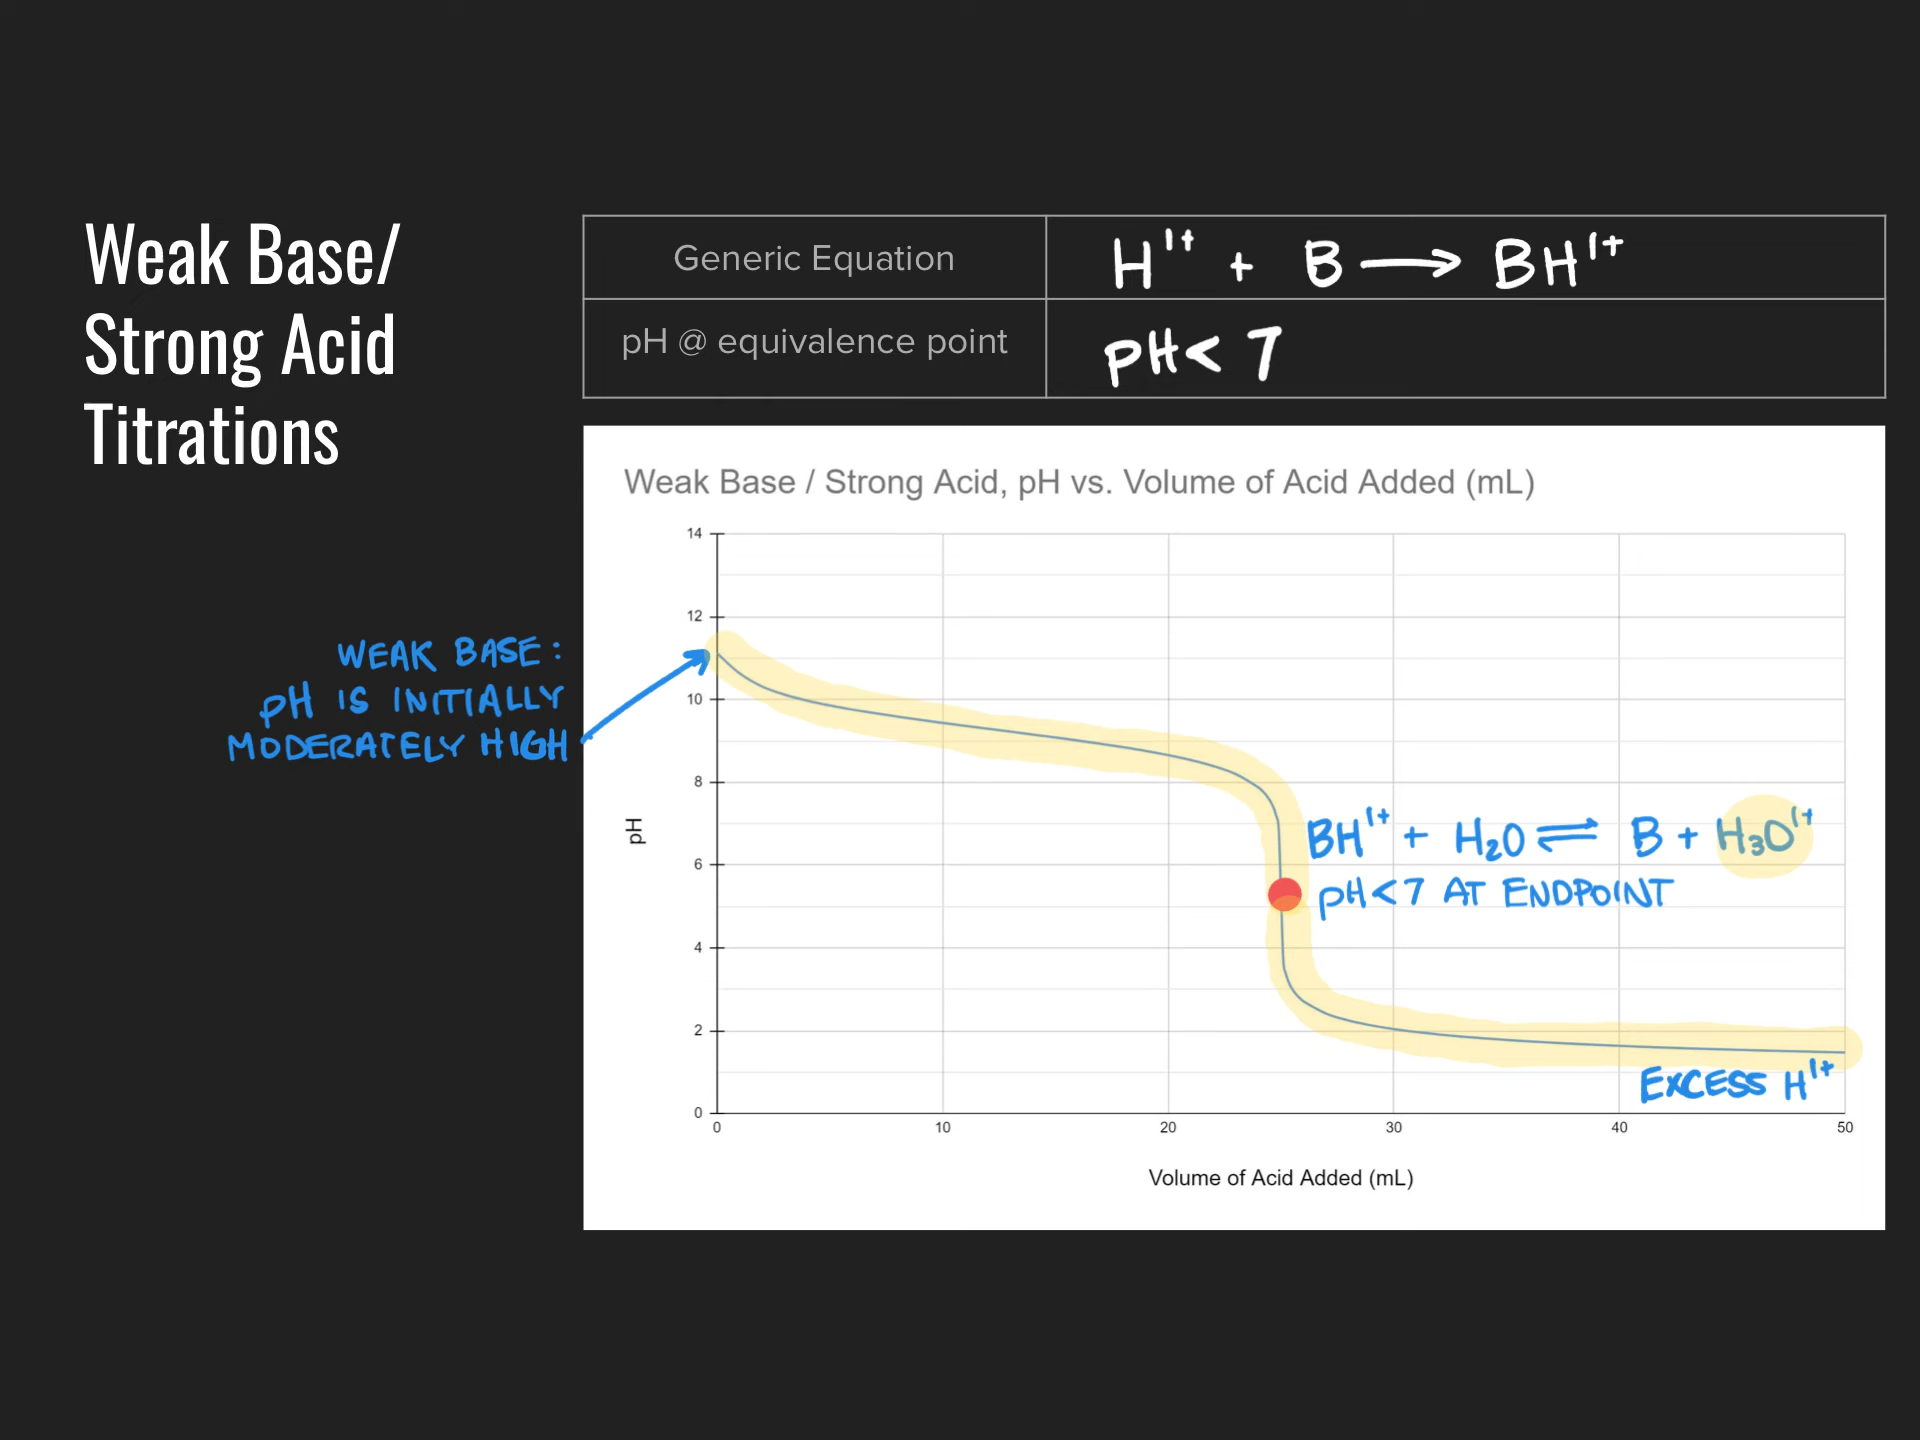 Weak Base/
Strong Acid
Titrations
Generic Equation
H¹⁺ + B ⟶ BH¹⁺
pH @ equivalence point
pH < 7
Weak Base / Strong Acid, pH vs. Volume of Acid Added (mL)
14
12
10
8
6
4
2
0
pH
WEAK BASE:
pH IS INITIALLY
MODERATELY HIGH
BH¹⁺ + H₂O ⇌ B + H₃O¹⁺
pH<7 AT ENDPOINT
EXCESS H¹⁺
0 10 20 30 40 50
Volume of Acid Added (mL)